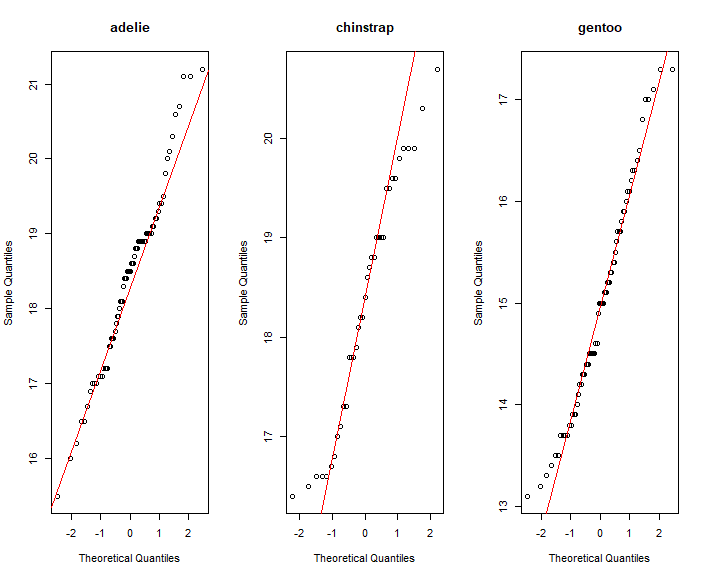 adelie
chinstrap
gentoo
21
20
19
18
17
16
Sample Quantiles
-2 -1 0 1 2
Theoretical Quantiles
20
19
18
17
Sample Quantiles
-2 -1 0 1 2
Theoretical Quantiles
17
16
15
14
13
Sample Quantiles
-2 -1 0 1 2
Theoretical Quantiles